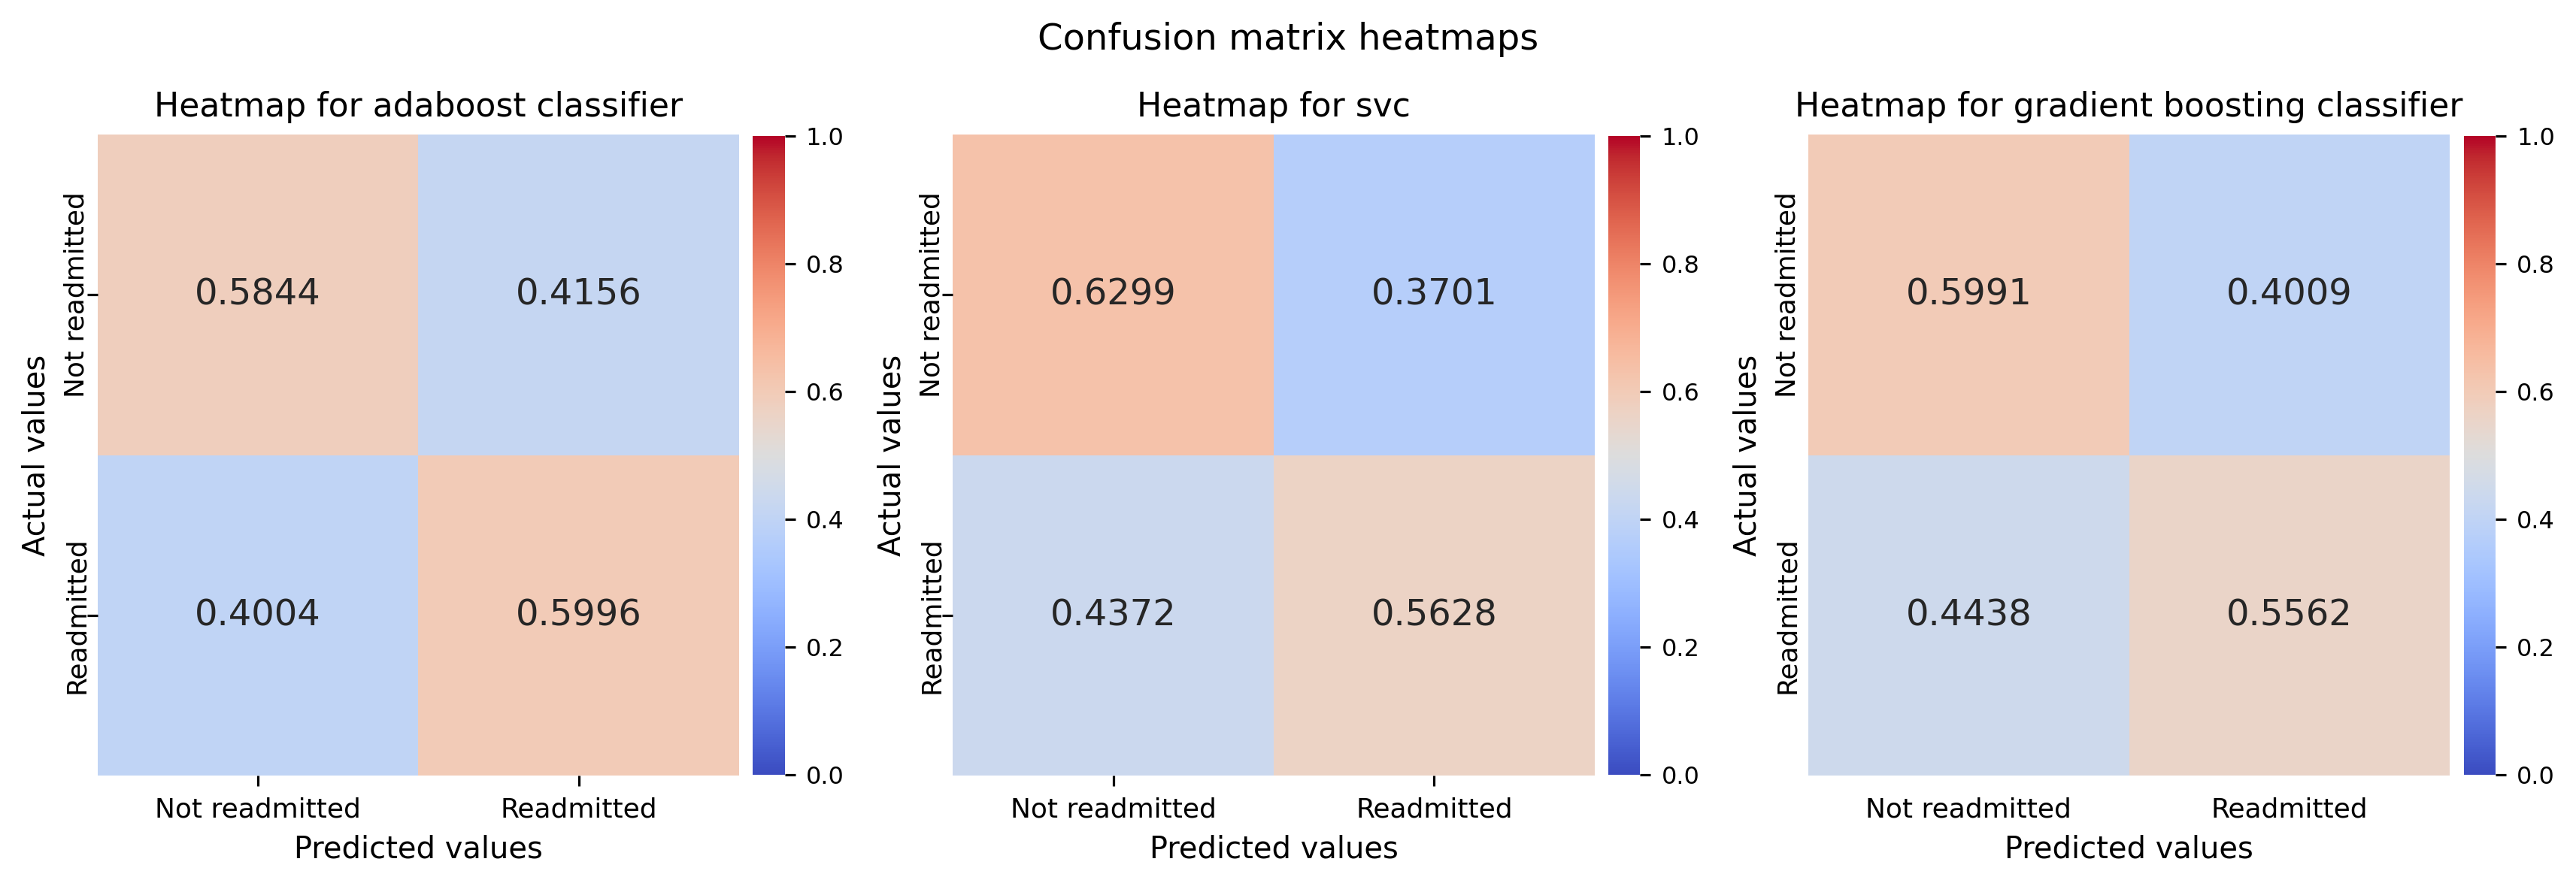 Confusion matrix heatmaps
Heatmap for adaboost classifier
Actual values
Not readmitted
Readmitted
0.5844
0.4156
0.4004
0.5996
Not readmitted
Readmitted
Predicted values
1.0
0.8
0.6
0.4
0.2
0.0
Heatmap for svc
Actual values
Not readmitted
Readmitted
0.6299
0.3701
0.4372
0.5628
Not readmitted
Readmitted
Predicted values
1.0
0.8
0.6
0.4
0.2
0.0
Heatmap for gradient boosting classifier
Actual values
Not readmitted
Readmitted
0.5991
0.4009
0.4438
0.5562
Not readmitted
Readmitted
Predicted values
1.0
0.8
0.6
0.4
0.2
0.0